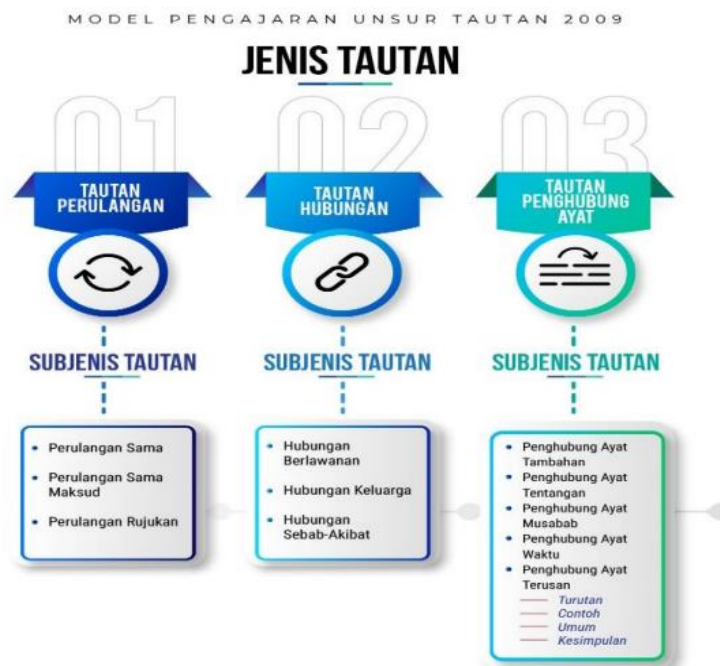 MODEL PENGAJARAN UNSUR TAUTAN 2009
JENIS TAUTAN
01
TAUTAN
PERULANGAN
SUBJENIS TAUTAN
• Perulangan Sama
• Perulangan Sama
Maksud
• Perulangan Rujukan
02
TAUTAN
HUBUNGAN
SUBJENIS TAUTAN
• Hubungan
Berlawanan
• Hubungan Keluarga
• Hubungan
Sebab-Akibat
03
TAUTAN
PENGHUBUNG
AYAT
SUBJENIS TAUTAN
• Penghubung Ayat
Tambahan
• Penghubung Ayat
Tentangan
• Penghubung Ayat
Musabab
• Penghubung Ayat
Waktu
• Penghubung Ayat
Terusan
Turutan
Contoh
Umum
Kesimpulan